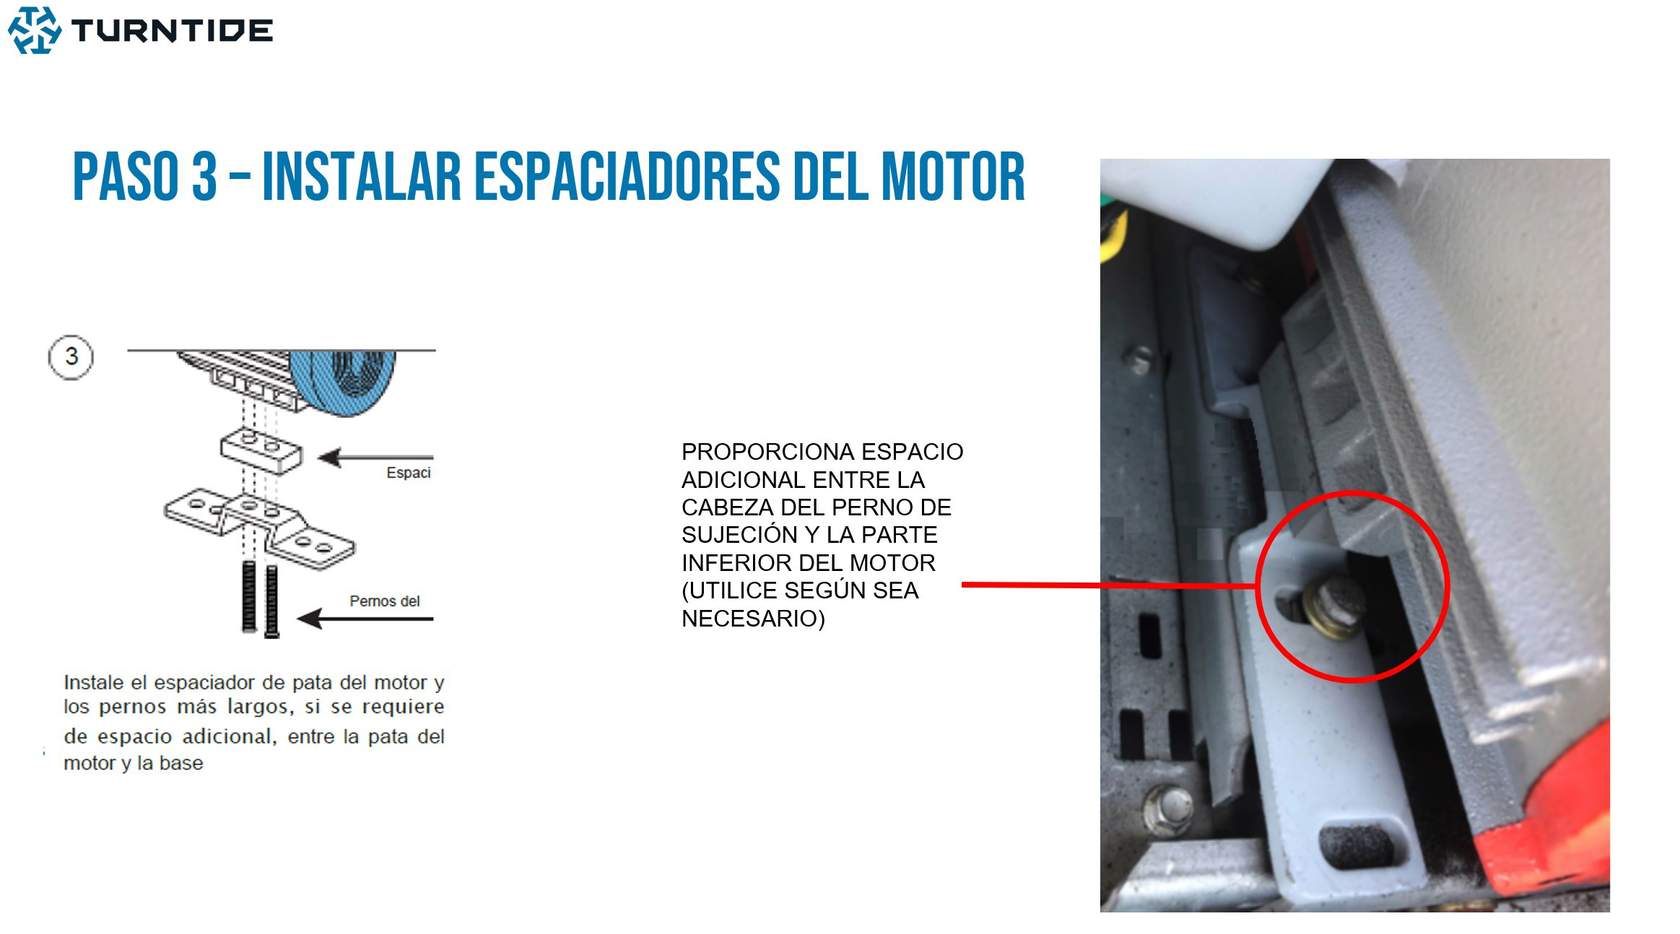 TURNTIDE
PASO 3 – INSTALAR ESPACIADORES DEL MOTOR
3
Espaci
Pernos del
Instale el espaciador de pata del motor y
los pernos más largos, si se requiere
de espacio adicional, entre la pata del
motor y la base
PROPORCIONA ESPACIO
ADICIONAL ENTRE LA
CABEZA DEL PERNO DE
SUJECIÓN Y LA PARTE
INFERIOR DEL MOTOR
(UTILICE SEGÚN SEA
NECESARIO)